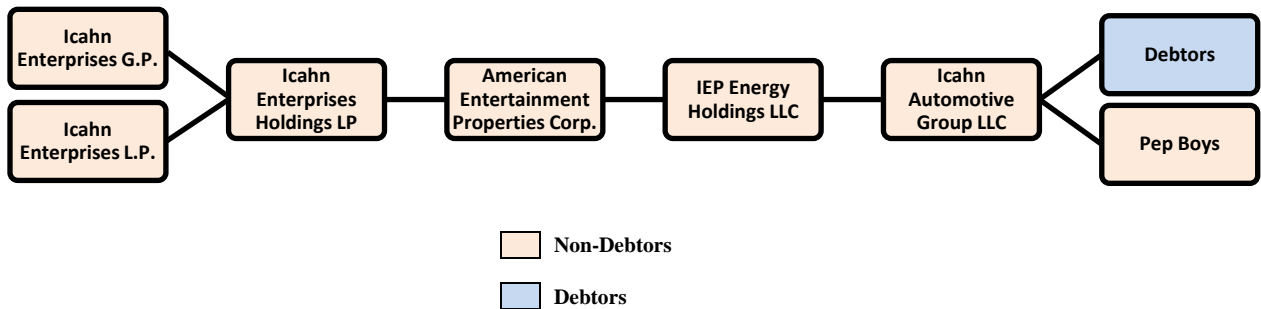 Icahn
Enterprises G.P.
Icahn
Enterprises L.P.
Icahn
Enterprises
Holdings LP
American
Entertainment
Properties Corp.
IEP Energy
Holdings LLC
Icahn
Automotive
Group LLC
Debtors
Pep Boys
Non-Debtors
Debtors